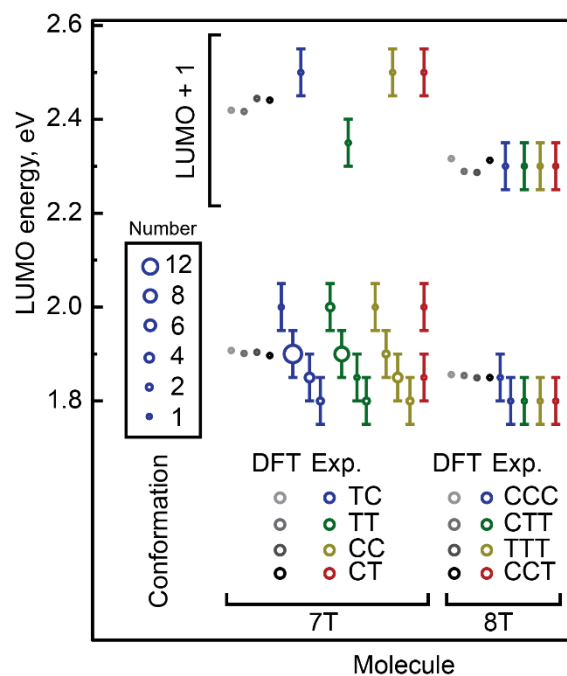 LUMO energy, eV
2.6
2.4
2.2
2.0
1.8
LUMO + 1
Number
12
8
6
4
2
1
Conformation
DFT Exp.
TC
TT
CC
CT
7T
DFT Exp.
CCC
CTT
TTT
CCT
8T
Molecule